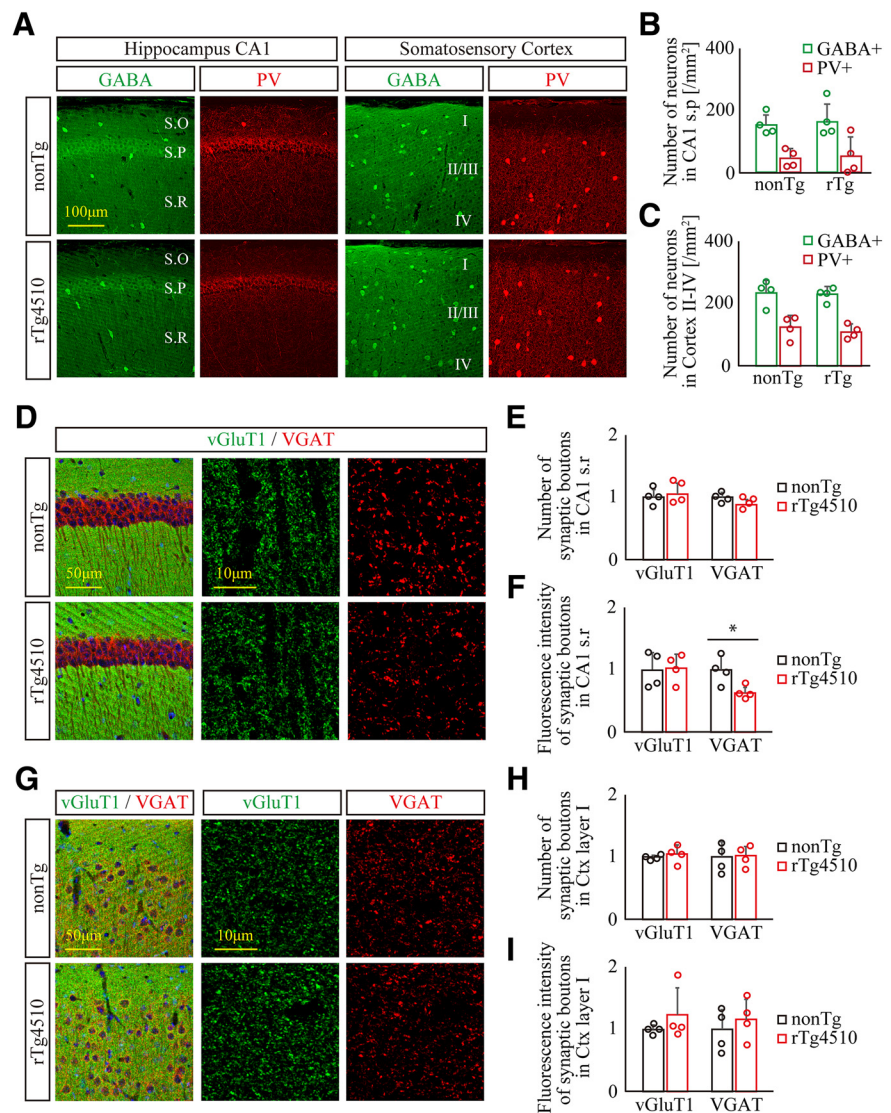 A
Hippocampus CA1
Somatosensory Cortex
GABA
PV
GABA
PV
nonTg
S.O
S.P
S.R
100μm
I
II/III
IV
rTg4510
S.O
S.P
S.R
I
II/III
IV
B
Number of neurons
in CA1 s.p [/mm²]
400
200
0
GABA+
PV+
nonTg
rTg
C
Number of neurons
in Cortex II-IV [/mm²]
400
200
0
GABA+
PV+
nonTg
rTg
D
vGluT1 / VGAT
nonTg
50μm
10μm
rTg4510
E
Number of
synaptic boutons
in CA1 s.r
2
1
0
nonTg
rTg4510
vGluT1
VGAT
F
Fluorescence intensity
of synaptic boutons
in CA1 s.r
2
1
0
*
nonTg
rTg4510
vGluT1
VGAT
G
vGluT1 / VGAT
vGluT1
VGAT
nonTg
50μm
10μm
rTg4510
H
Number of
synaptic boutons
in Ctx layer I
2
1
0
nonTg
rTg4510
vGluT1
VGAT
I
Fluorescence intensity
of synaptic boutons
in Ctx layer I
2
1
0
nonTg
rTg4510
vGluT1
VGAT